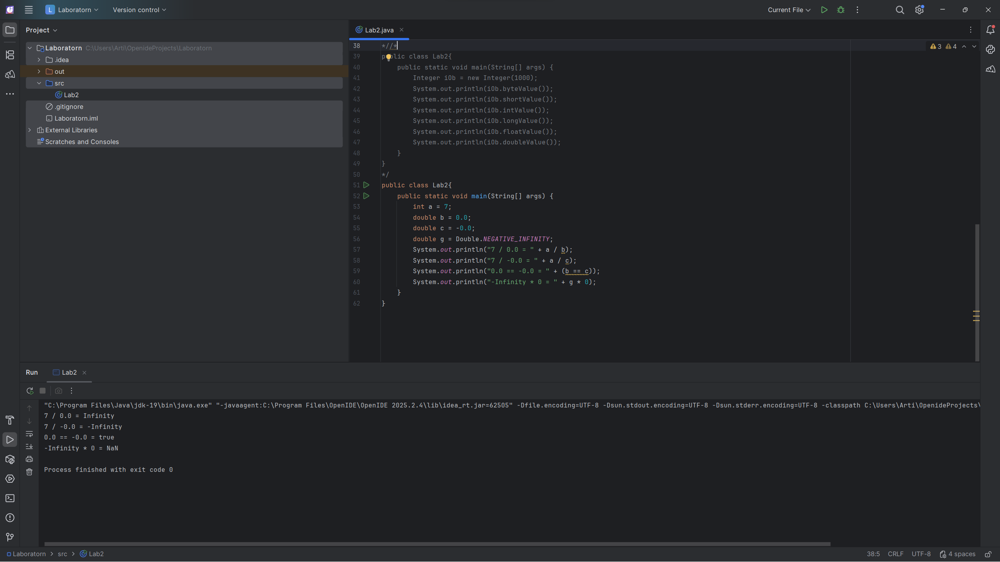 L Laboratorn Version control Current File
Project
Laboratorn C:\Users\Arti\OpenideProjects\Laboratorn
.idea
out
src
Lab2
.gitignore
Laboratorn.iml
External Libraries
Scratches and Consoles
Lab2.java
3 4
38 *//*
39 public class Lab2{
40     public static void main(String[] args) {
41         Integer iOb = new Integer(1000);
42         System.out.println(iOb.byteValue());
43         System.out.println(iOb.shortValue());
44         System.out.println(iOb.intValue());
45         System.out.println(iOb.longValue());
46         System.out.println(iOb.floatValue());
47         System.out.println(iOb.doubleValue());
48     }
49 }
50 */
51 public class Lab2{
52     public static void main(String[] args) {
53         int a = 7;
54         double b = 0.0;
55         double c = -0.0;
56         double g = Double.NEGATIVE_INFINITY;
57         System.out.println("7 / 0.0 = " + a / b);
58         System.out.println("7 / -0.0 = " + a / c);
59         System.out.println("0.0 == -0.0 = " + (b == c));
60         System.out.println("-Infinity * 0 = " + g * 0);
61     }
62 }
Run Lab2
"C:\Program Files\Java\jdk-19\bin\java.exe" "-javaagent:C:\Program Files\OpenIDE\OpenIDE 2025.2.4\lib\idea_rt.jar=62505" -Dfile.encoding=UTF-8 -Dsun.stdout.encoding=UTF-8 -Dsun.stderr.encoding=UTF-8 -classpath C:\Users\Arti\OpenideProjects\
7 / 0.0 = Infinity
7 / -0.0 = -Infinity
0.0 == -0.0 = true
-Infinity * 0 = NaN
Process finished with exit code 0
Laboratorn > src > Lab2 38:5 CRLF UTF-8 4 spaces